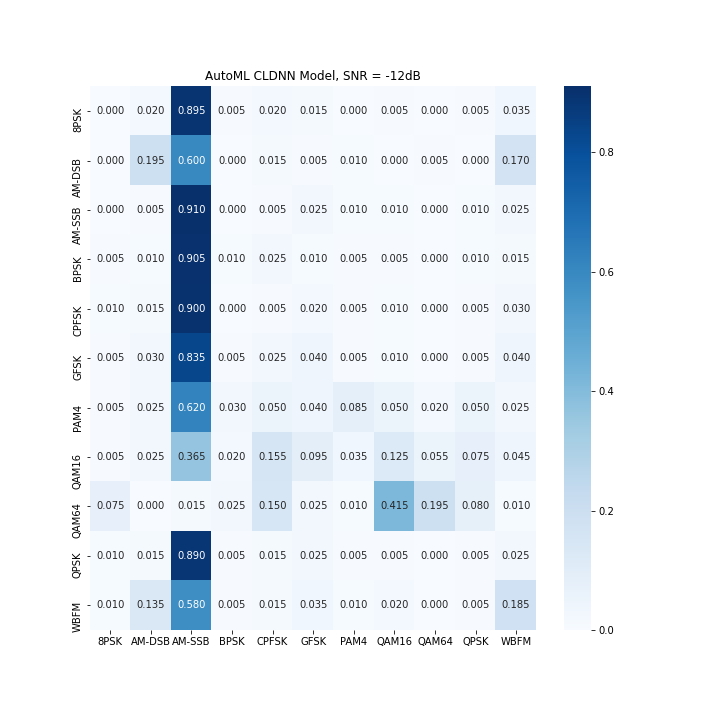 AutoML CLDNN Model, SNR = -12dB
8PSK 0.000 0.020 0.895 0.005 0.020 0.015 0.000 0.005 0.000 0.005 0.035
AM-DSB 0.000 0.195 0.600 0.000 0.015 0.005 0.010 0.000 0.005 0.000 0.170
AM-SSB 0.000 0.005 0.910 0.000 0.005 0.025 0.010 0.010 0.000 0.010 0.025
BPSK 0.005 0.010 0.905 0.010 0.025 0.010 0.005 0.005 0.000 0.010 0.015
CPFSK 0.010 0.015 0.900 0.000 0.005 0.020 0.005 0.010 0.000 0.005 0.030
GFSK 0.005 0.030 0.835 0.005 0.025 0.040 0.005 0.010 0.000 0.005 0.040
PAM4 0.005 0.025 0.620 0.030 0.050 0.040 0.085 0.050 0.020 0.050 0.025
QAM16 0.005 0.025 0.365 0.020 0.155 0.095 0.035 0.125 0.055 0.075 0.045
QAM64 0.075 0.000 0.015 0.025 0.150 0.025 0.010 0.415 0.195 0.080 0.010
QPSK 0.010 0.015 0.890 0.005 0.015 0.025 0.005 0.005 0.000 0.005 0.025
WBFM 0.010 0.135 0.580 0.005 0.015 0.035 0.010 0.020 0.000 0.005 0.185
8PSK AM-DSB AM-SSB BPSK CPFSK GFSK PAM4 QAM16 QAM64 QPSK WBFM
0.8
0.6
0.4
0.2
0.0